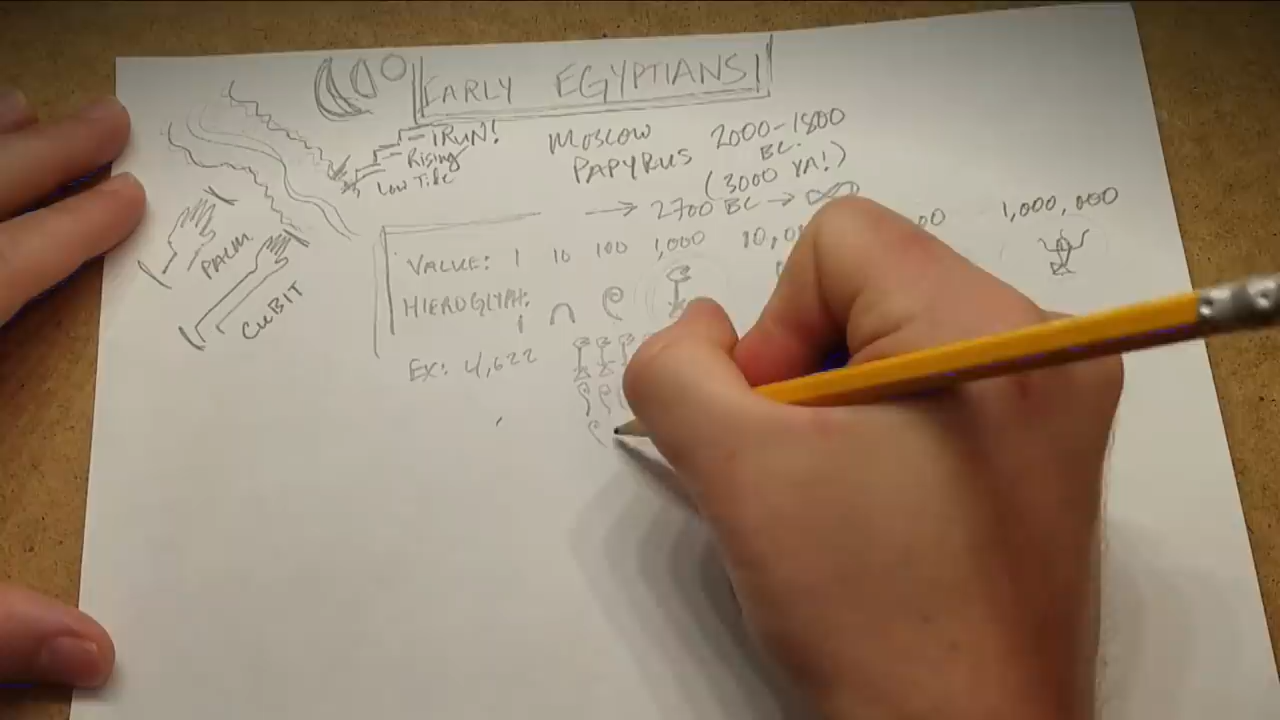 EARLY EGYPTIANS!
RUN!
Rising
Low Tide
MOSCOW
PAPYRUS
2000-1800
BC.
(3000 YA!)
→ 2700 BC → ∞
PALM
CUBIT
VALUE: 1 10 100 1,000 1,000,000
HIEROGLYPH:
EX: 4,622